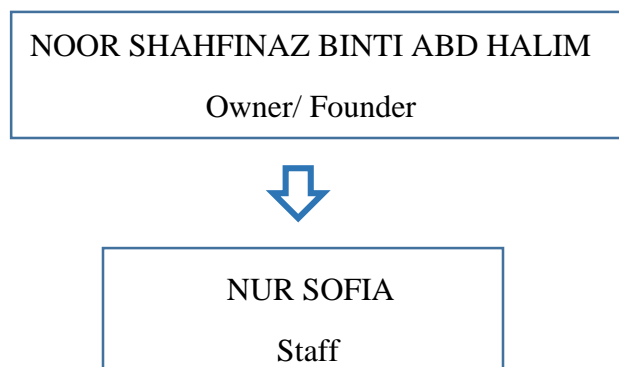 NOOR SHAHFINAZ BINTI ABD HALIM
Owner/ Founder
NUR SOFIA
Staff